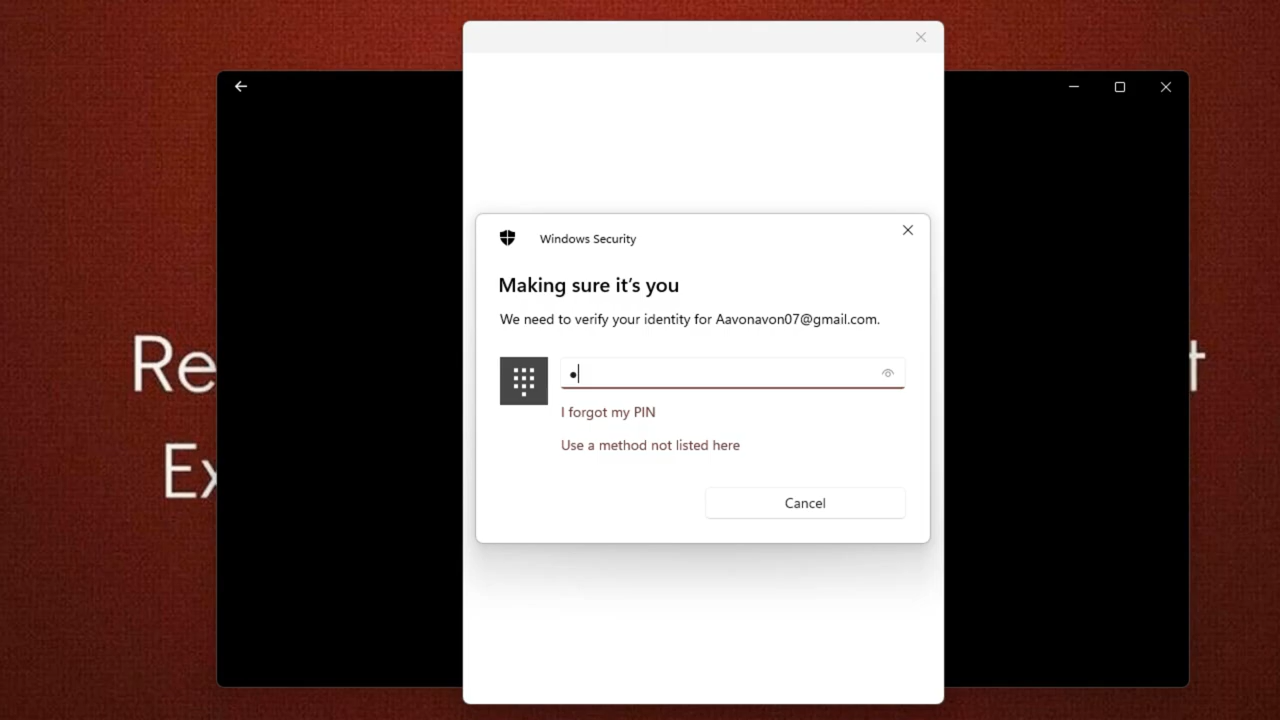 Windows Security
Making sure it's you
We need to verify your identity for Aavonavon07@gmail.com.
I forgot my PIN
Use a method not listed here
Cancel